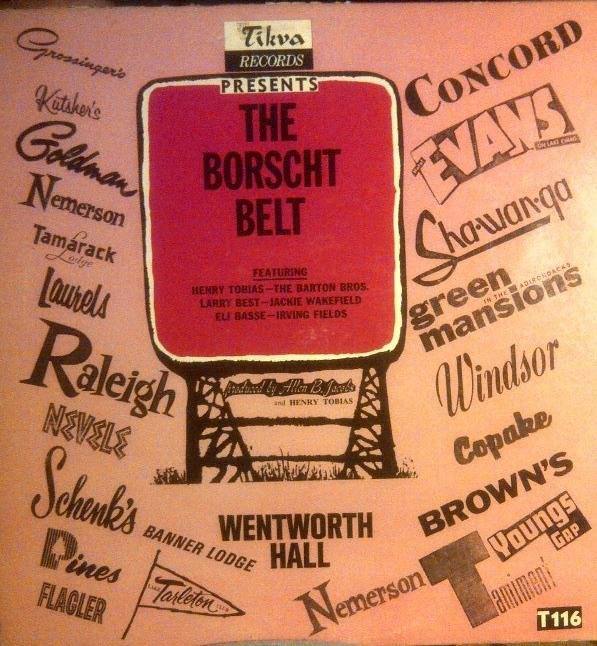 Tikva
RECORDS
PRESENTS
THE
BORSCHT
BELT
FEATURING
HENRY TOBIAS—THE BARTON BROS.
LARRY BEST—JACKIE WAKEFIELD
ELI BASSE—IRVING FIELDS
produced by Allen B. Jacobs
and HENRY TOBIAS
Grossinger's
Kutsher's
Goldman
Nemerson
Tamarack
Lodge
Laurels
Raleigh
NEVELE
Schenk's
Pines
FLAGLER
BANNER LODGE
Tarleton
CLUB
WENTWORTH
HALL
Nemerson
CONCORD
EVANS
ON LAKE EVANS
Sha-wan-ga
green
IN THE ADIRONDACKS
mansions
Windsor
Copake
BROWN'S
Youngs
GAP
Taniment
T116